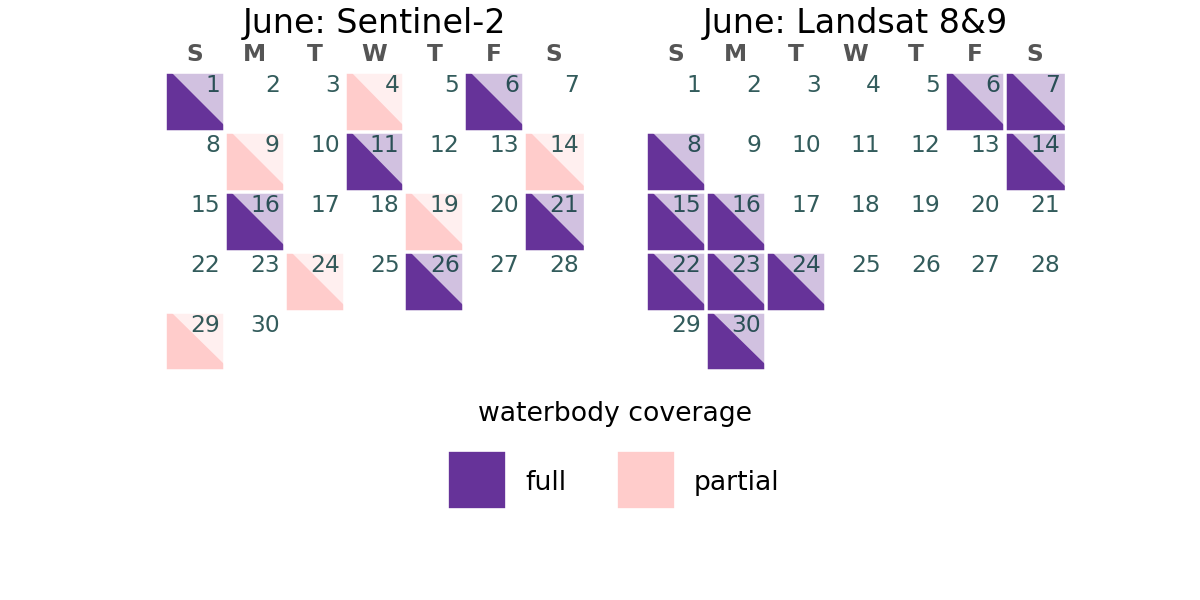 June: Sentinel-2
S M T W T F S
1 2 3 4 5 6 7
8 9 10 11 12 13 14
15 16 17 18 19 20 21
22 23 24 25 26 27 28
29 30
June: Landsat 8&9
S M T W T F S
1 2 3 4 5 6 7
8 9 10 11 12 13 14
15 16 17 18 19 20 21
22 23 24 25 26 27 28
29 30
waterbody coverage
full partial